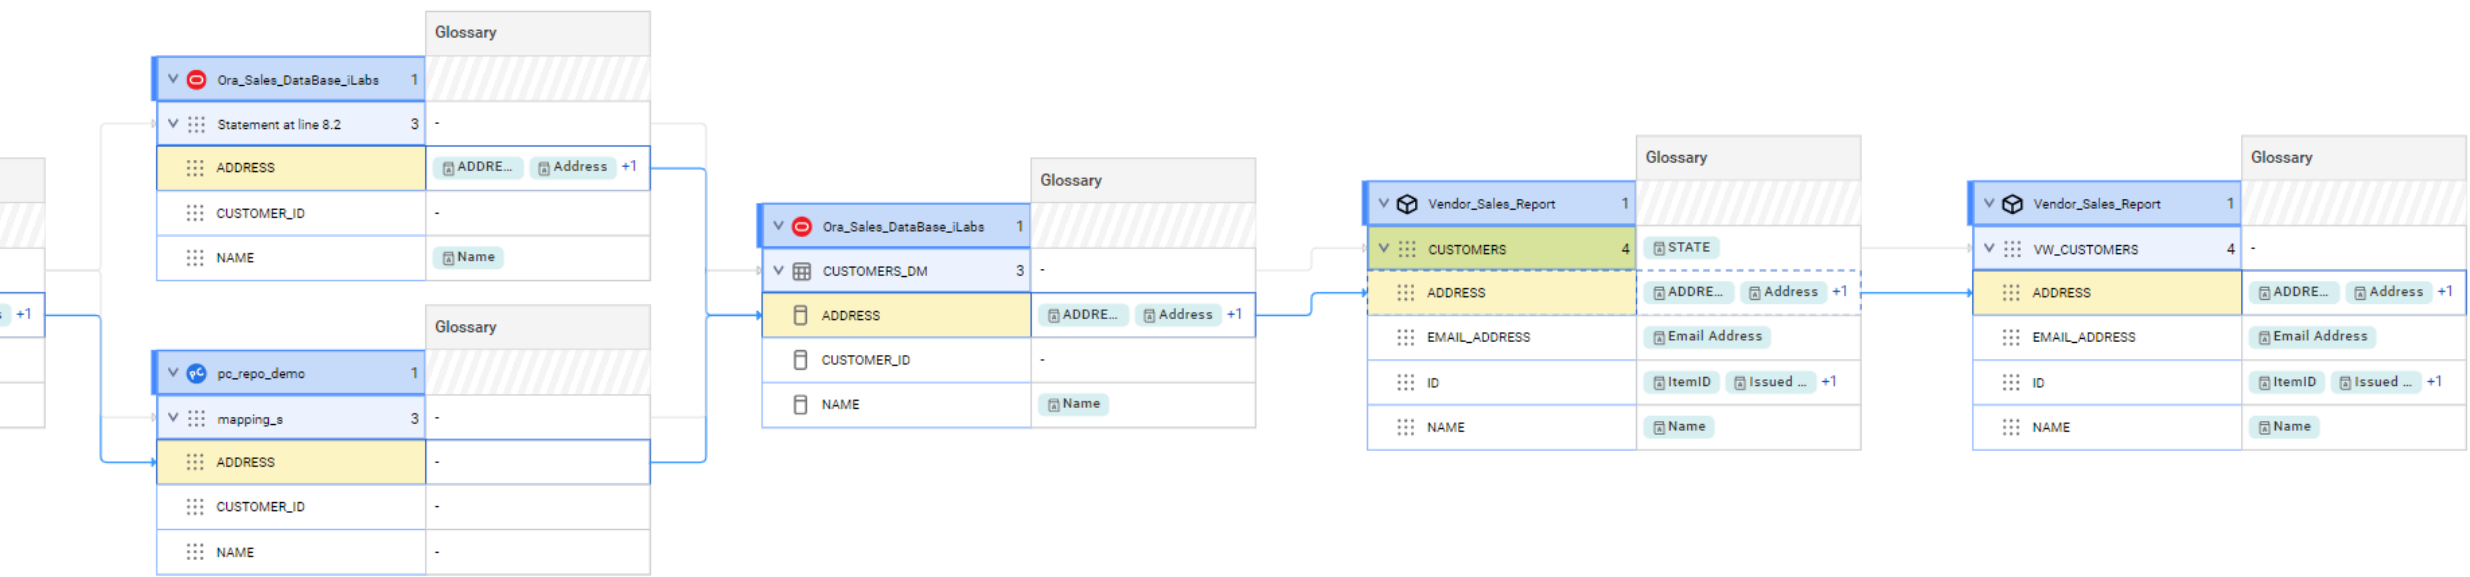 +1
Glossary
Ora_Sales_DataBase_iLabs 1
Statement at line 8.2 3 -
ADDRESS ADDRE... Address +1
CUSTOMER_ID -
NAME Name
Glossary
pc_repo_demo 1
mapping_s 3 -
ADDRESS -
CUSTOMER_ID -
NAME -
Glossary
Ora_Sales_DataBase_iLabs 1
CUSTOMERS_DM 3 -
ADDRESS ADDRE... Address +1
CUSTOMER_ID -
NAME Name
Glossary
Vendor_Sales_Report 1
CUSTOMERS 4 STATE
ADDRESS ADDRE... Address +1
EMAIL_ADDRESS Email Address
ID ItemID Issued ... +1
NAME Name
Glossary
Vendor_Sales_Report 1
VW_CUSTOMERS 4 -
ADDRESS ADDRE... Address +1
EMAIL_ADDRESS Email Address
ID ItemID Issued ... +1
NAME Name